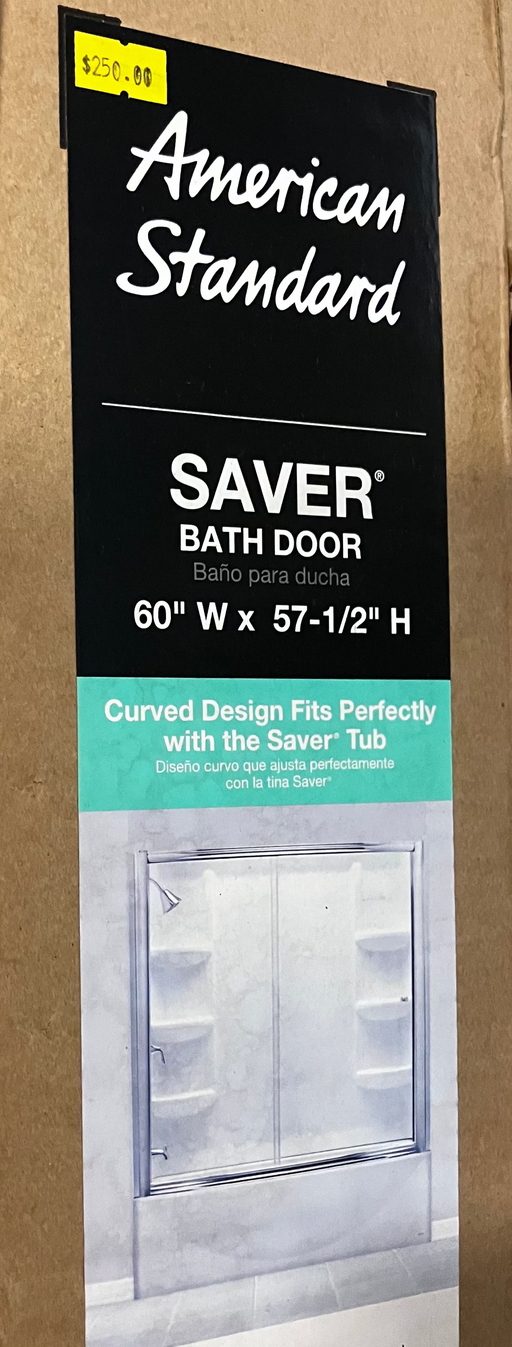 $250.00
American
Standard
SAVER®
BATH DOOR
Baño para ducha
60" W x 57-1/2" H
Curved Design Fits Perfectly
with the Saver® Tub
Diseño curvo que ajusta perfectamente
con la tina Saver®